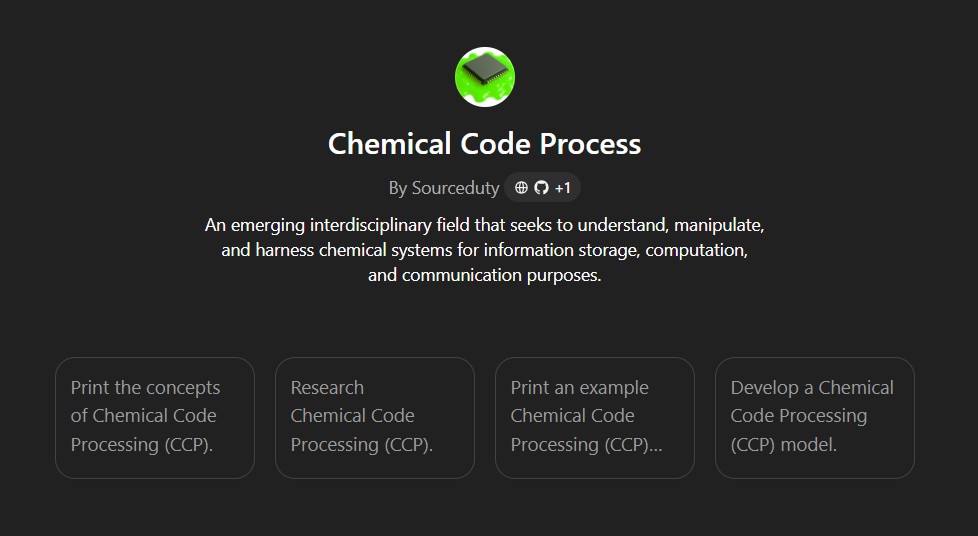 Chemical Code Process
By Sourceduty +1
An emerging interdisciplinary field that seeks to understand, manipulate,
and harness chemical systems for information storage, computation,
and communication purposes.
Print the concepts
of Chemical Code
Processing (CCP).
Research
Chemical Code
Processing (CCP).
Print an example
Chemical Code
Processing (CCP)...
Develop a Chemical
Code Processing
(CCP) model.